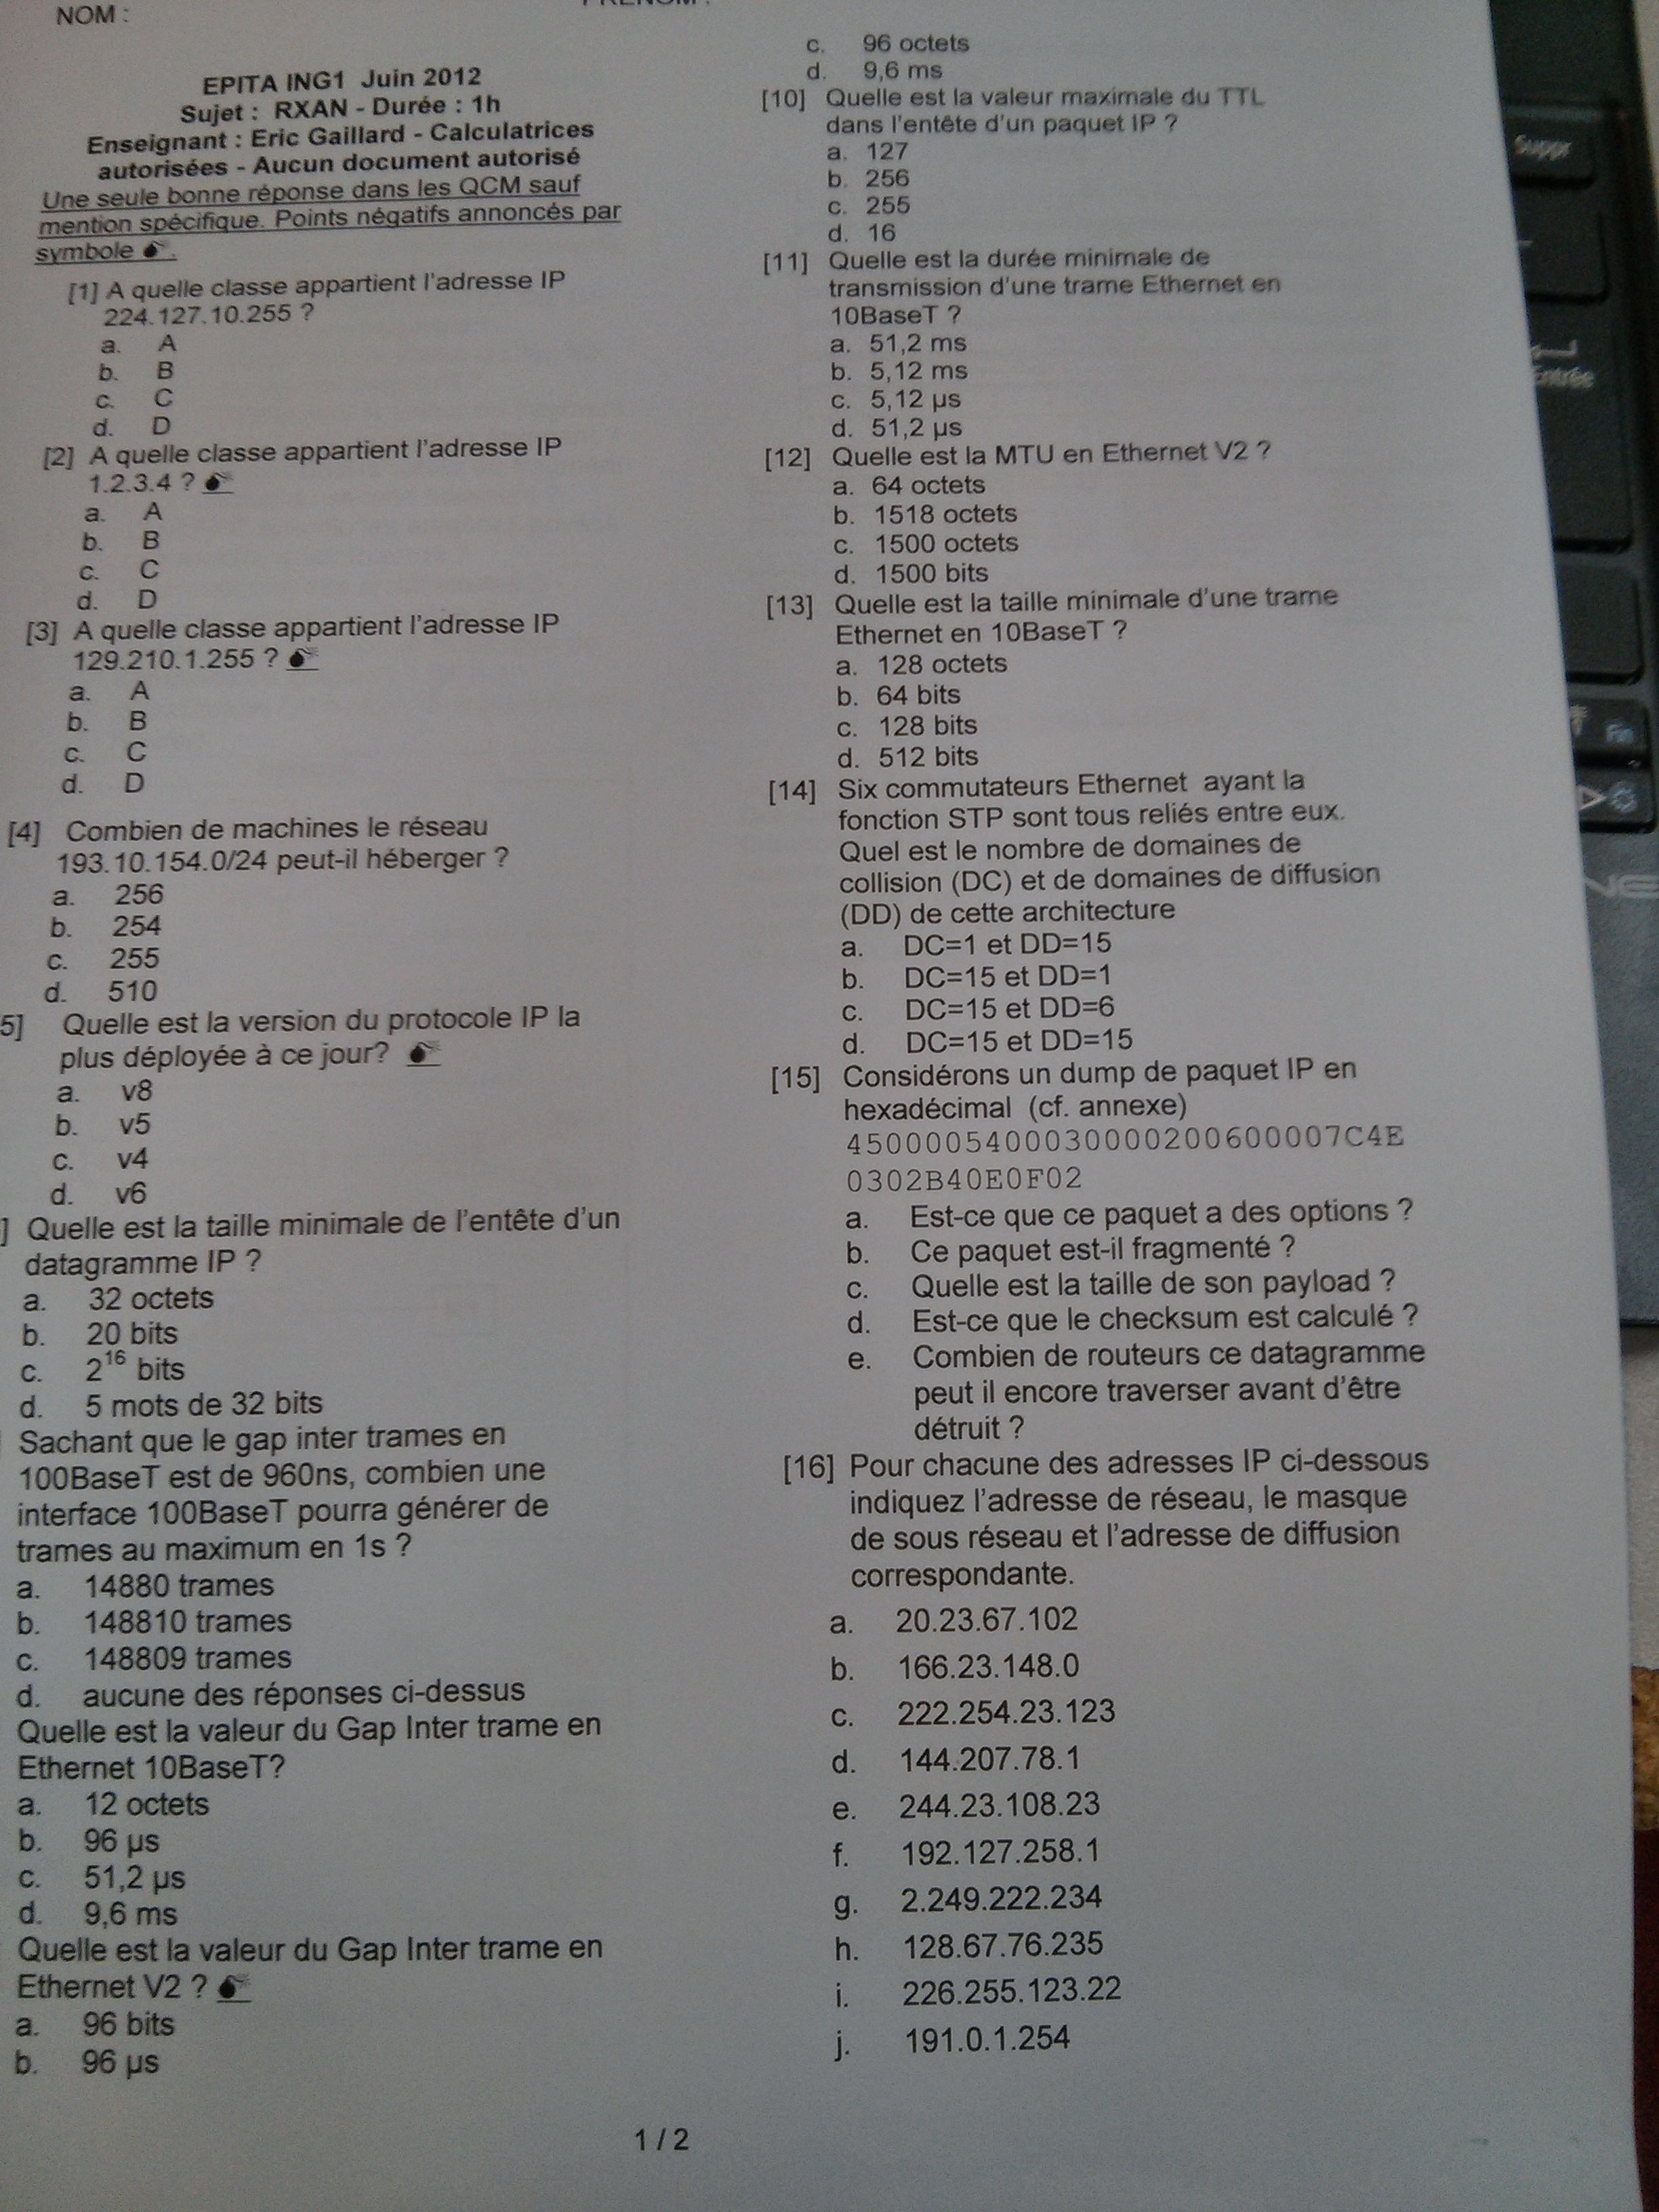 NOM :
EPITA ING1 Juin 2012
Sujet : RXAN - Durée : 1h
Enseignant : Eric Gaillard - Calculatrices
autorisées - Aucun document autorisé
Une seule bonne réponse dans les QCM sauf
mention spécifique. Points négatifs annoncés par
symbole 💣.
[1] A quelle classe appartient l'adresse IP
224.127.10.255 ?
a. A
b. B
c. C
d. D
[2] A quelle classe appartient l'adresse IP
1.2.3.4 ? 💣
a. A
b. B
c. C
d. D
[3] A quelle classe appartient l'adresse IP
129.210.1.255 ? 💣
a. A
b. B
c. C
d. D
[4] Combien de machines le réseau
193.10.154.0/24 peut-il héberger ?
a. 256
b. 254
c. 255
d. 510
5] Quelle est la version du protocole IP la
plus déployée à ce jour? 💣
a. v8
b. v5
c. v4
d. v6
] Quelle est la taille minimale de l'entête d'un
datagramme IP ?
a. 32 octets
b. 20 bits
c. 2^16 bits
d. 5 mots de 32 bits
Sachant que le gap inter trames en
100BaseT est de 960ns, combien une
interface 100BaseT pourra générer de
trames au maximum en 1s ?
a. 14880 trames
b. 148810 trames
c. 148809 trames
d. aucune des réponses ci-dessus
Quelle est la valeur du Gap Inter trame en
Ethernet 10BaseT?
a. 12 octets
b. 96 µs
c. 51,2 µs
d. 9,6 ms
Quelle est la valeur du Gap Inter trame en
Ethernet V2 ? 💣
a. 96 bits
b. 96 µs
c. 96 octets
d. 9,6 ms
[10] Quelle est la valeur maximale du TTL
dans l'entête d'un paquet IP ?
a. 127
b. 256
c. 255
d. 16
[11] Quelle est la durée minimale de
transmission d'une trame Ethernet en
10BaseT ?
a. 51,2 ms
b. 5,12 ms
c. 5,12 µs
d. 51,2 µs
[12] Quelle est la MTU en Ethernet V2 ?
a. 64 octets
b. 1518 octets
c. 1500 octets
d. 1500 bits
[13] Quelle est la taille minimale d'une trame
Ethernet en 10BaseT ?
a. 128 octets
b. 64 bits
c. 128 bits
d. 512 bits
[14] Six commutateurs Ethernet ayant la
fonction STP sont tous reliés entre eux.
Quel est le nombre de domaines de
collision (DC) et de domaines de diffusion
(DD) de cette architecture
a. DC=1 et DD=15
b. DC=15 et DD=1
c. DC=15 et DD=6
d. DC=15 et DD=15
[15] Considérons un dump de paquet IP en
hexadécimal (cf. annexe)
4500005400030000200600007C4E
0302B40E0F02
a. Est-ce que ce paquet a des options ?
b. Ce paquet est-il fragmenté ?
c. Quelle est la taille de son payload ?
d. Est-ce que le checksum est calculé ?
e. Combien de routeurs ce datagramme
peut il encore traverser avant d'être
détruit ?
[16] Pour chacune des adresses IP ci-dessous
indiquez l'adresse de réseau, le masque
de sous réseau et l'adresse de diffusion
correspondante.
a. 20.23.67.102
b. 166.23.148.0
c. 222.254.23.123
d. 144.207.78.1
e. 244.23.108.23
f. 192.127.258.1
g. 2.249.222.234
h. 128.67.76.235
i. 226.255.123.22
j. 191.0.1.254
1 / 2
Suppr
Entrée
Fin